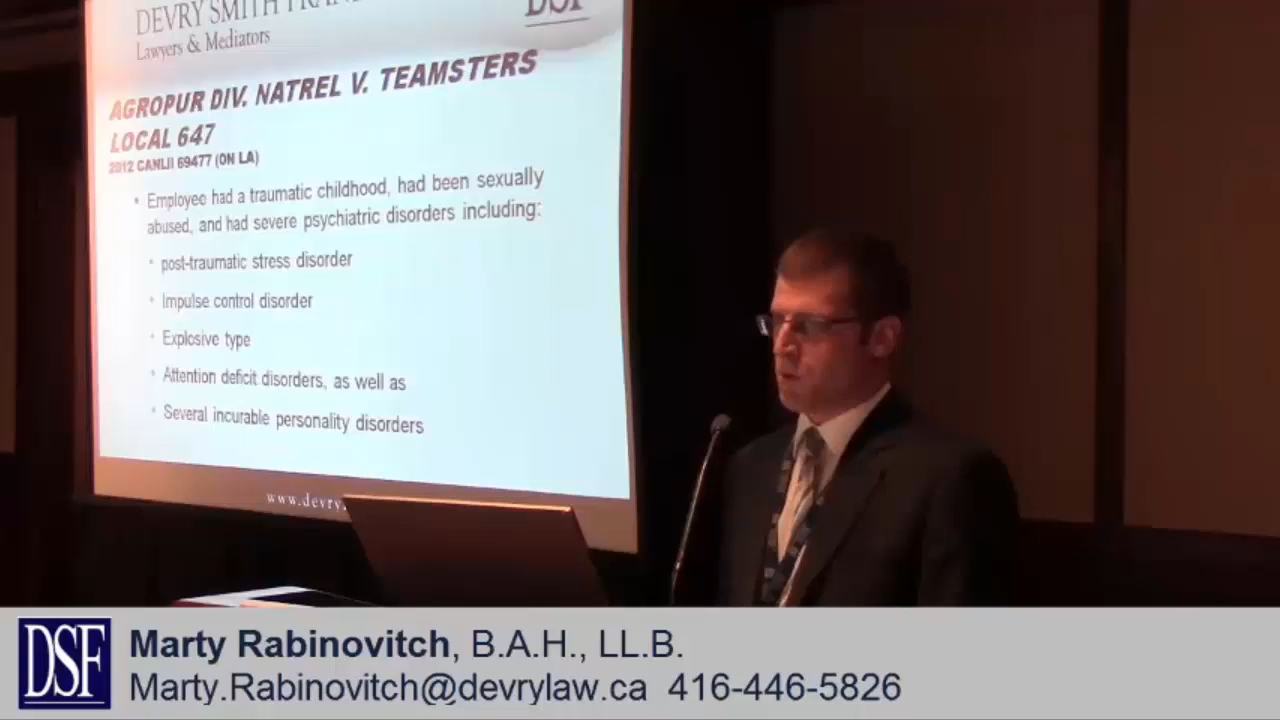 DEVRY SMITH FRAN
Lawyers & Mediators
DSF
AGROPUR DIV. NATREL V. TEAMSTERS
LOCAL 647
2012 CANLII 69477 (ON LA)
• Employee had a traumatic childhood, had been sexually
abused, and had severe psychiatric disorders including:
• post-traumatic stress disorder
• Impulse control disorder
• Explosive type
• Attention deficit disorders, as well as
• Several incurable personality disorders
www.devry
DSF
Marty Rabinovitch, B.A.H., LL.B.
Marty.Rabinovitch@devrylaw.ca 416-446-5826